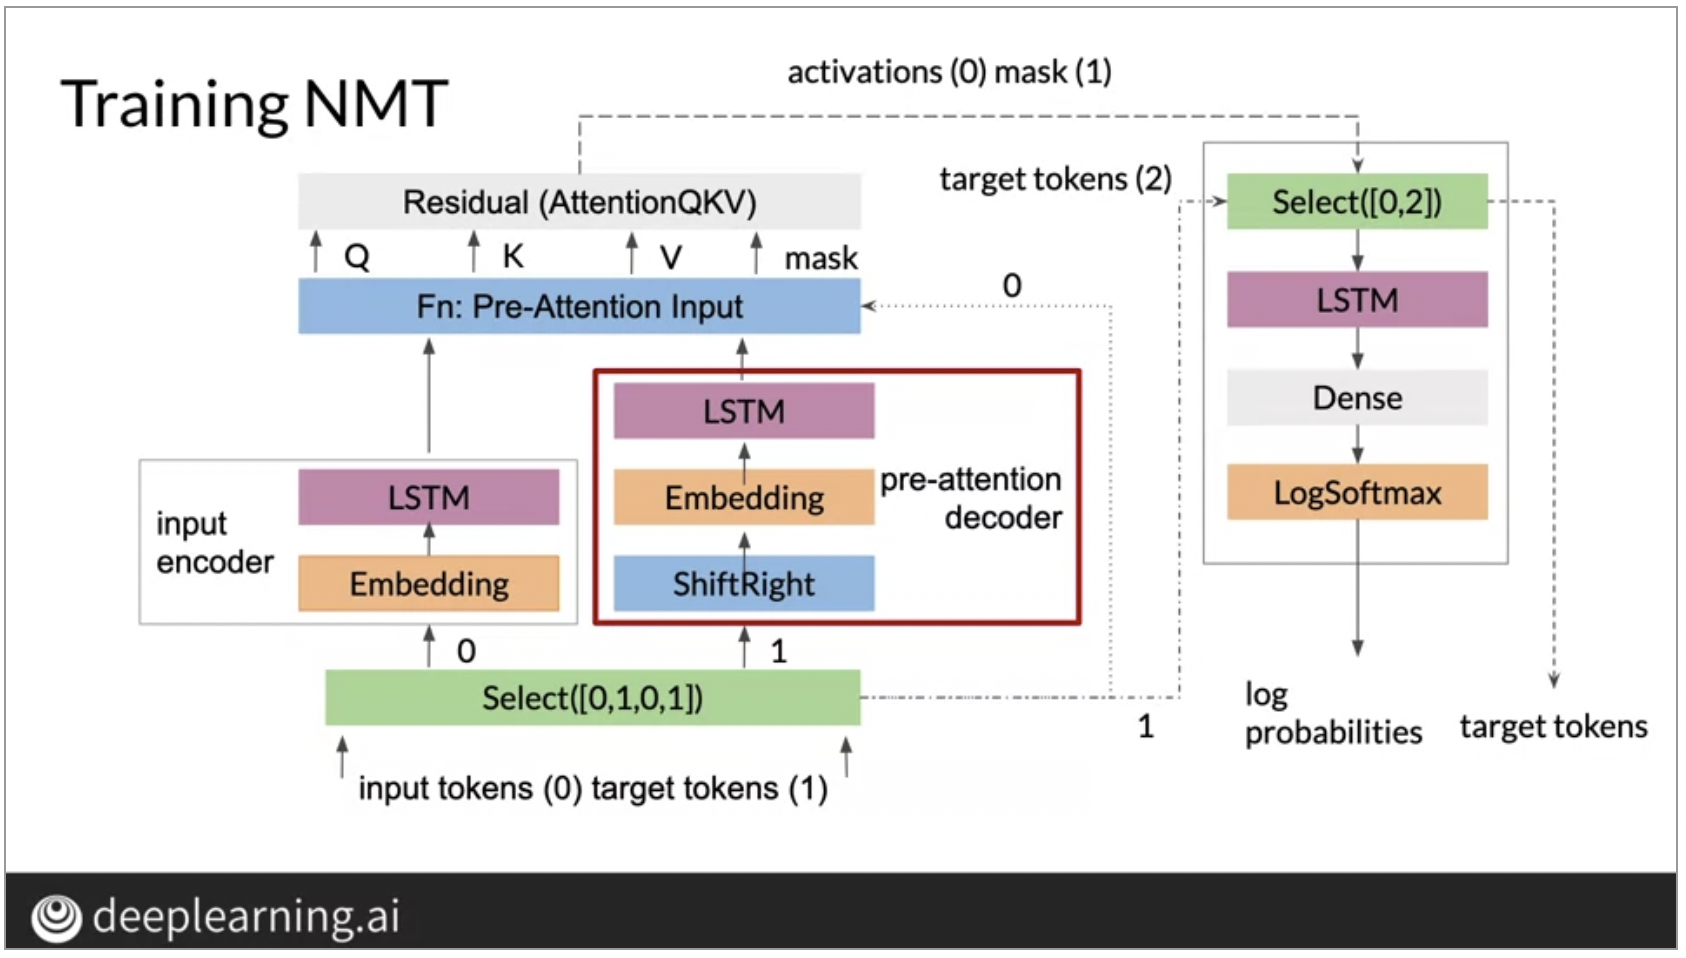 Training NMT
activations (0) mask (1)
target tokens (2)
Residual (AttentionQKV)
Q
K
V
mask
Fn: Pre-Attention Input
0
LSTM
Embedding
ShiftRight
pre-attention
decoder
input
encoder
LSTM
Embedding
0
1
Select([0,1,0,1])
1
input tokens (0) target tokens (1)
Select([0,2])
LSTM
Dense
LogSoftmax
log
probabilities
target tokens
deeplearning.ai